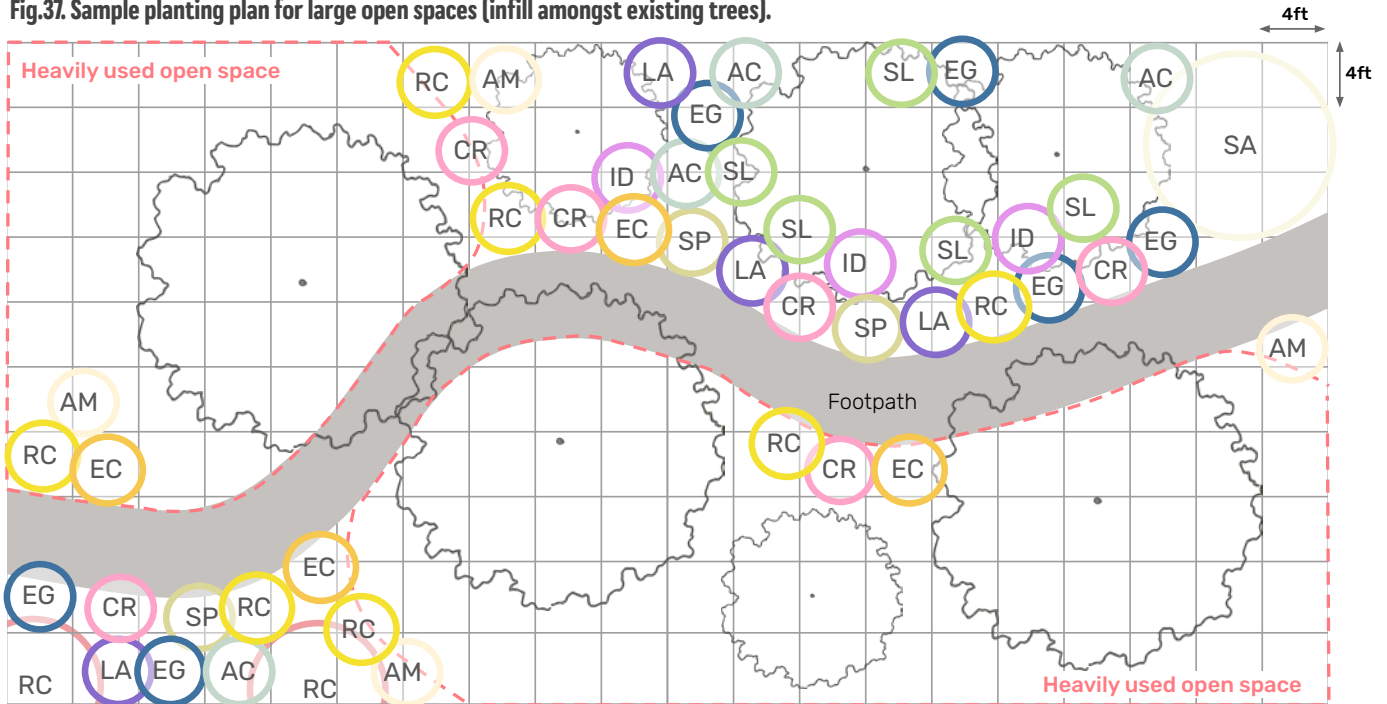 Fig.37. Sample planting plan for large open spaces (infill amongst existing trees).
4ft
4ft
Heavily used open space
RC
AM
LA
AC
SL
EG
AC
EG
CR
SA
ID
AC
SL
RC
CR
EC
SP
SL
SL
ID
SL
EG
LA
ID
CR
EG
CR
SP
LA
RC
AM
AM
Footpath
RC
EC
RC
CR
EC
EC
EG
CR
SP
RC
RC
LA
EG
AC
AM
RC
RC
Heavily used open space